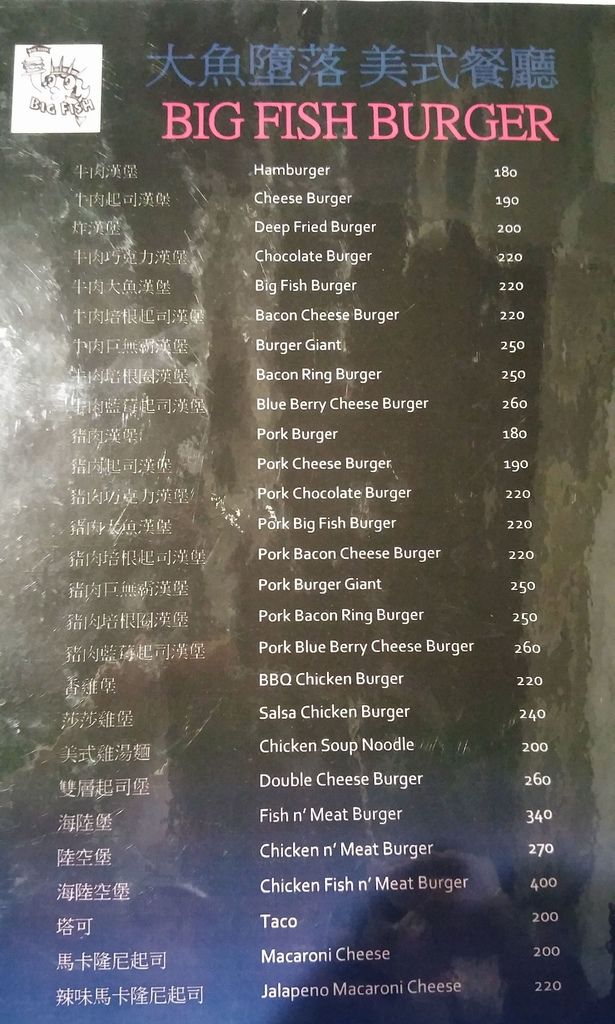 BIG FISH
大魚墮落 美式餐廳
BIG FISH BURGER
牛肉漢堡 Hamburger 180
牛肉起司漢堡 Cheese Burger 190
炸漢堡 Deep Fried Burger 200
牛肉巧克力漢堡 Chocolate Burger 220
牛肉大魚漢堡 Big Fish Burger 220
牛肉培根起司漢堡 Bacon Cheese Burger 220
牛肉巨無霸漢堡 Burger Giant 250
牛肉培根圈漢堡 Bacon Ring Burger 250
牛肉藍莓起司漢堡 Blue Berry Cheese Burger 260
豬肉漢堡 Pork Burger 180
豬肉起司漢堡 Pork Cheese Burger 190
豬肉巧克力漢堡 Pork Chocolate Burger 220
豬肉大魚漢堡 Pork Big Fish Burger 220
豬肉培根起司漢堡 Pork Bacon Cheese Burger 220
豬肉巨無霸漢堡 Pork Burger Giant 250
豬肉培根圈漢堡 Pork Bacon Ring Burger 250
豬肉藍莓起司漢堡 Pork Blue Berry Cheese Burger 260
香雞堡 BBQ Chicken Burger 220
莎莎雞堡 Salsa Chicken Burger 240
美式雞湯麵 Chicken Soup Noodle 200
雙層起司堡 Double Cheese Burger 260
海陸堡 Fish n' Meat Burger 340
陸空堡 Chicken n' Meat Burger 270
海陸空堡 Chicken Fish n' Meat Burger 400
塔可 Taco 200
馬卡隆尼起司 Macaroni Cheese 200
辣味馬卡隆尼起司 Jalapeno Macaroni Cheese 220